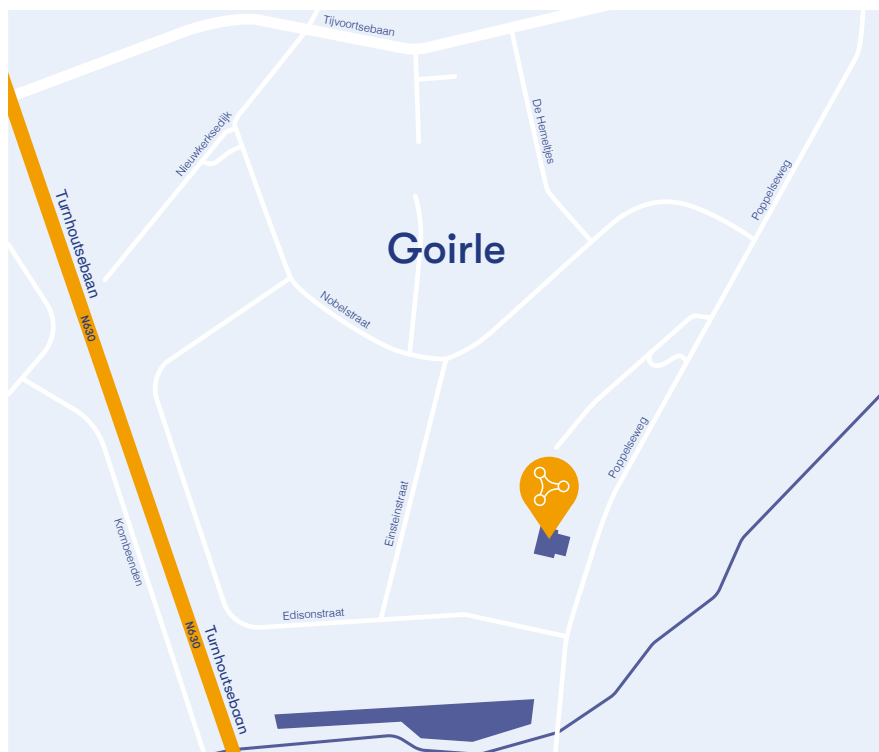 Tijvoortsebaan
Nieuwkerksedijk
De Hemeltjes
Poppelseweg
Turnhoutsebaan
Goirle
N630
Nobelstraat
Poppelseweg
Einsteinstraat
Krombeenden
Edisonstraat
N630
Turnhoutsebaan